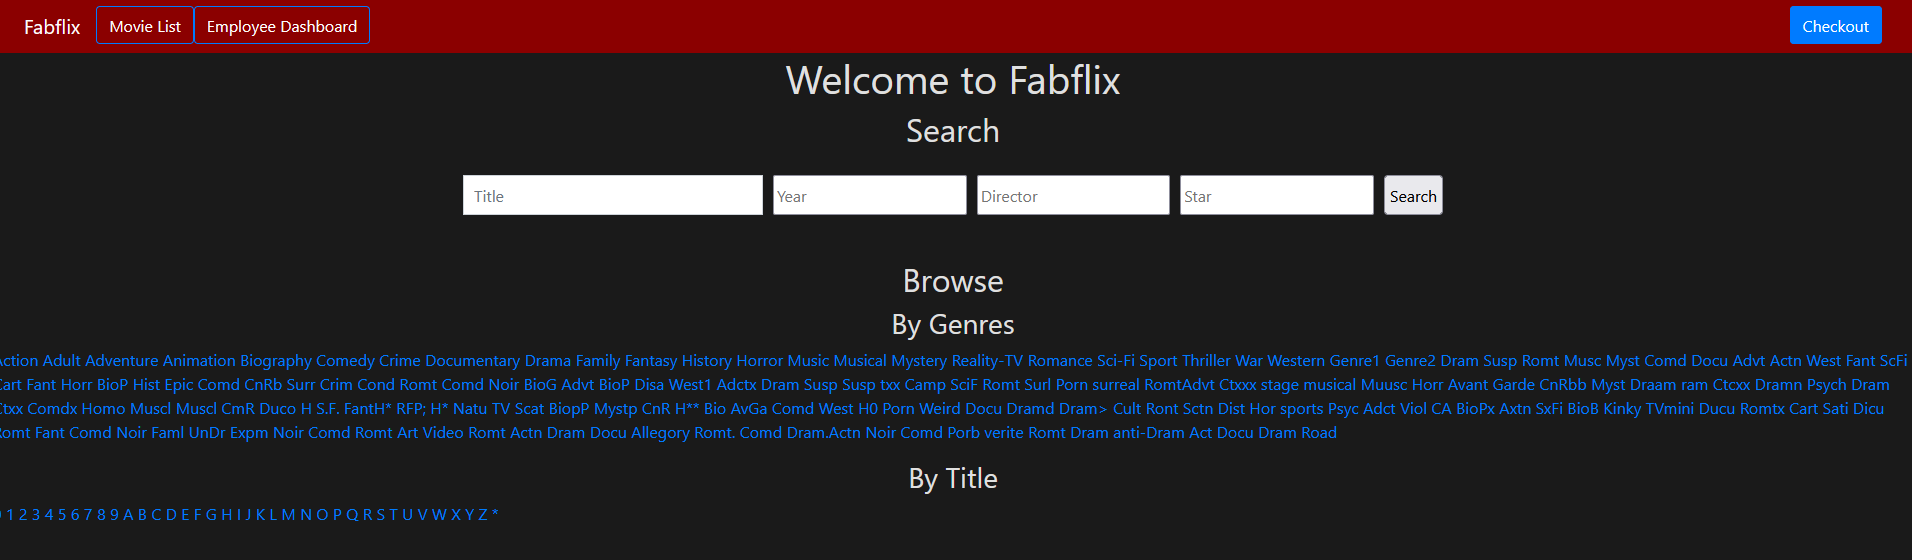 Fabflix Movie List Employee Dashboard Checkout
Welcome to Fabflix
Search
Title Year Director Star Search
Browse
By Genres
Action Adult Adventure Animation Biography Comedy Crime Documentary Drama Family Fantasy History Horror Music Musical Mystery Reality-TV Romance Sci-Fi Sport Thriller War Western Genre1 Genre2 Dram Susp Romt Musc Myst Comd Docu Advt Actn West Fant ScFi
Cart Fant Horr BioP Hist Epic Comd CnRb Surr Crim Cond Romt Comd Noir BioG Advt BioP Disa West1 Adctx Dram Susp Susp txx Camp SciF Romt Surl Porn surreal RomtAdvt Ctxxx stage musical Muusc Horr Avant Garde CnRbb Myst Draam ram Ctcxx Dramn Psych Dram
Ctxx Comdx Homo Muscl Muscl CmR Duco H S.F. FantH* RFP; H* Natu TV Scat BiopP Mystp CnR H** Bio AvGa Comd West H0 Porn Weird Docu Dramd Dram> Cult Ront Sctn Dist Hor sports Psyc Adct Viol CA BioPx Axtn SxFi BioB Kinky TVmini Ducu Romtx Cart Sati Dicu
Romt Fant Comd Noir Faml UnDr Expm Noir Comd Romt Art Video Romt Actn Dram Docu Allegory Romt. Comd Dram.Actn Noir Comd Porb verite Romt Dram anti-Dram Act Docu Dram Road
By Title
0 1 2 3 4 5 6 7 8 9 A B C D E F G H I J K L M N O P Q R S T U V W X Y Z *